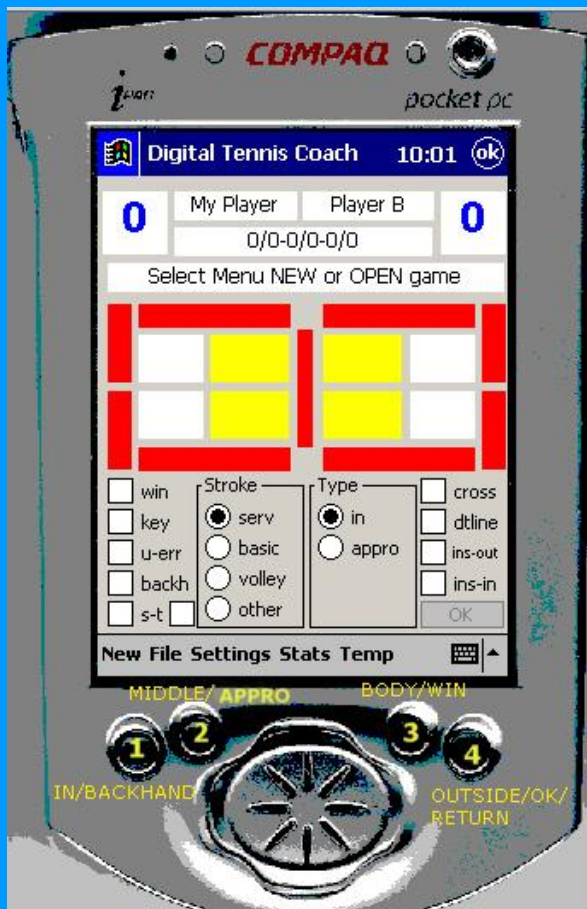 COMPAQ
iPAQ
pocket pc
Digital Tennis Coach 10:01 ok
0 My Player Player B 0
0/0-0/0-0/0
Select Menu NEW or OPEN game
win Stroke Type cross
key serv in dtline
u-err basic appro ins-out
backh volley ins-in
s-t other OK
New File Settings Stats Temp
MIDDLE/APPRO BODY/WIN
1 2 3 4
IN/BACKHAND OUTSIDE/OK/
RETURN